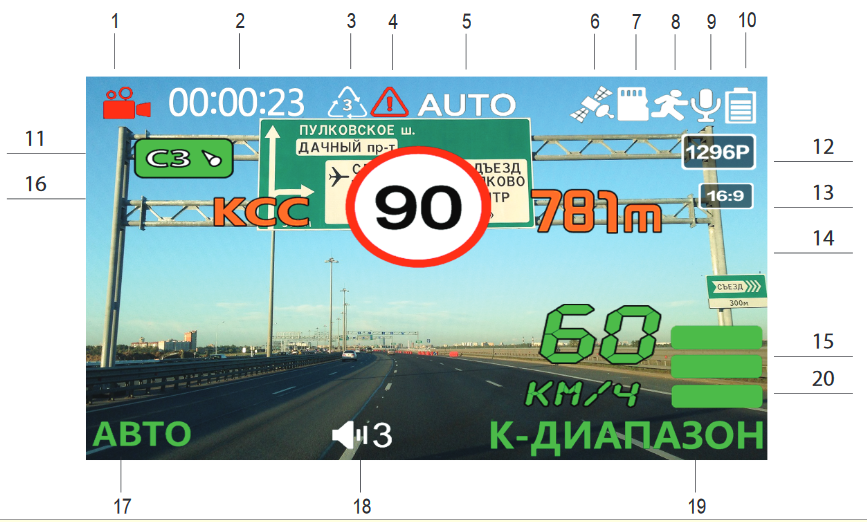 1 2 3 4 5 6 7 8 9 10
00:00:23 3 ! AUTO
11
16
12
13
14
15
20
ПУЛКОВСКОЕ ш.
ДАЧНЫЙ пр-т
СЗ
1296P
16:9
КСС
90
781m
СЪЕЗД
300м
60
КМ/Ч
АВТО
3
К-ДИАПАЗОН
17 18 19